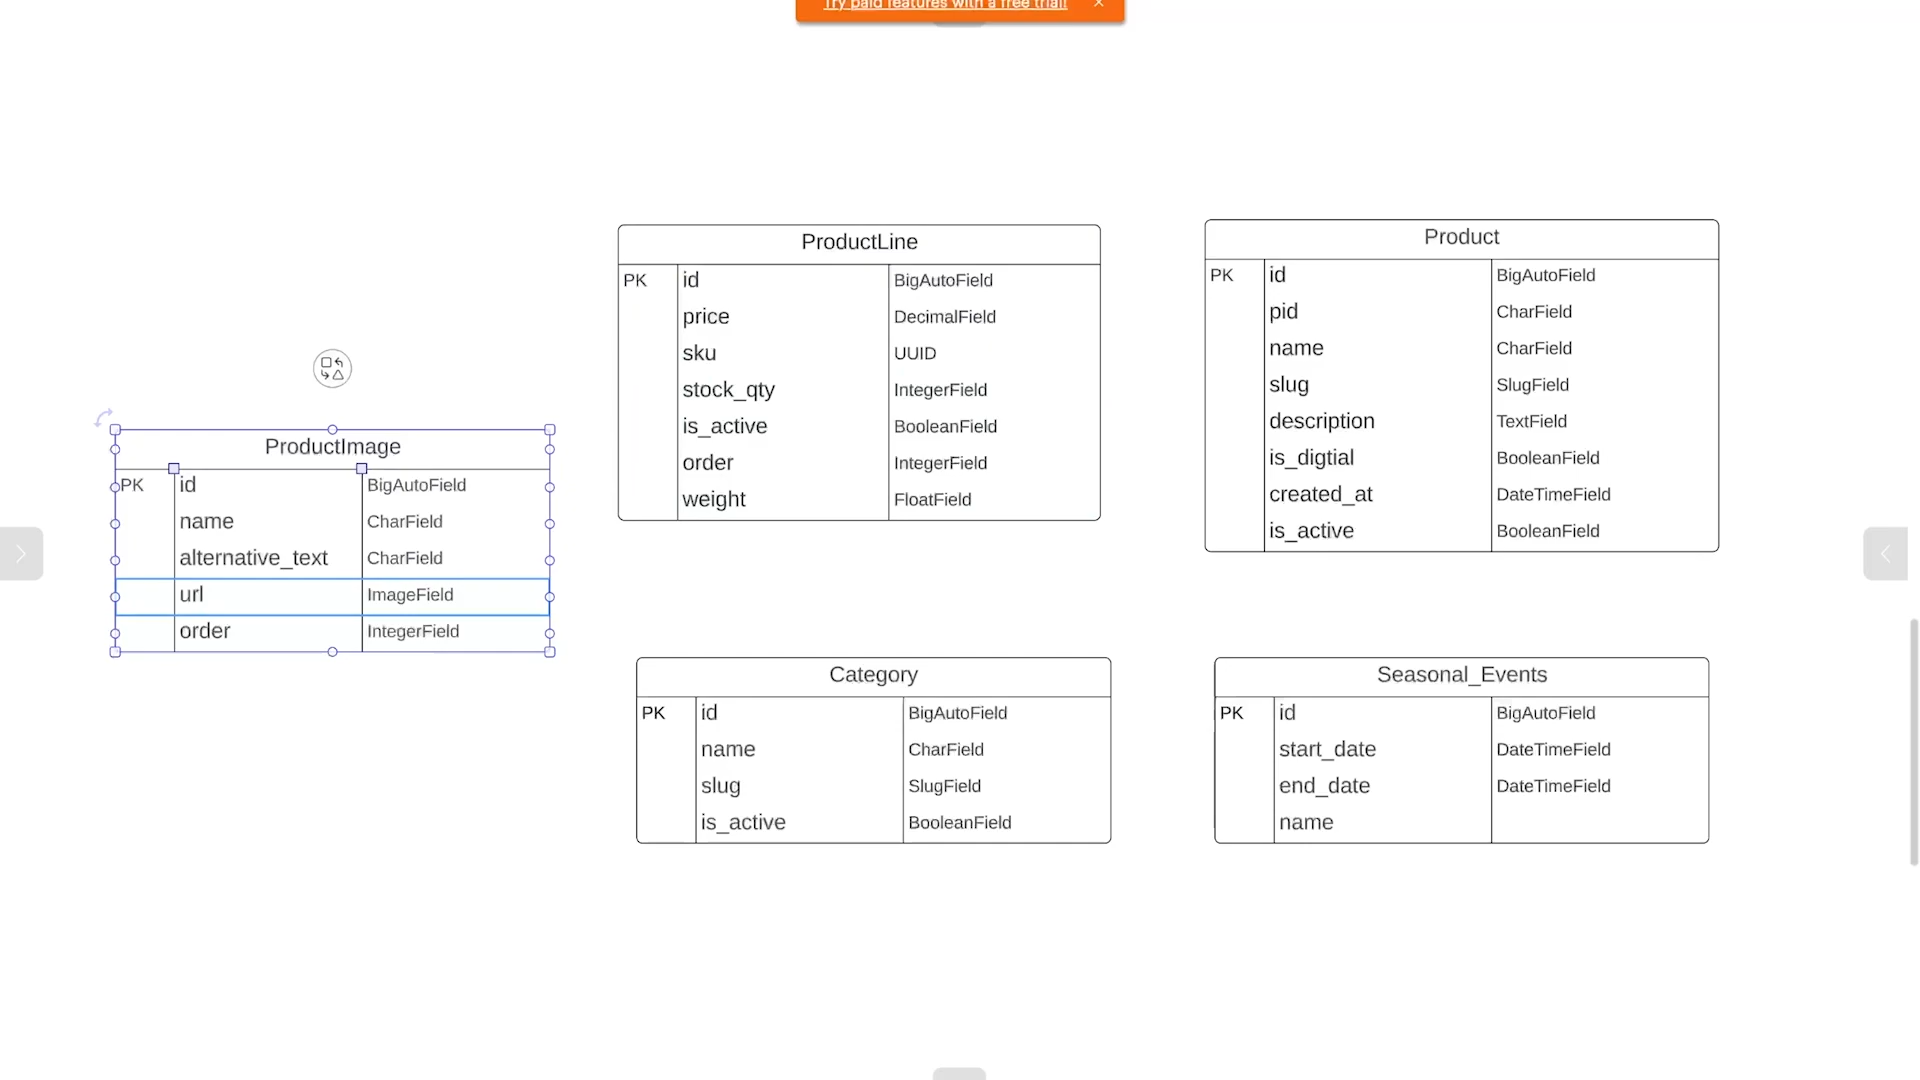 Try paid features with a free trial! ×
ProductImage
PK id BigAutoField
name CharField
alternative_text CharField
url ImageField
order IntegerField
ProductLine
PK id BigAutoField
price DecimalField
sku UUID
stock_qty IntegerField
is_active BooleanField
order IntegerField
weight FloatField
Product
PK id BigAutoField
pid CharField
name CharField
slug SlugField
description TextField
is_digtial BooleanField
created_at DateTimeField
is_active BooleanField
Category
PK id BigAutoField
name CharField
slug SlugField
is_active BooleanField
Seasonal_Events
PK id BigAutoField
start_date DateTimeField
end_date DateTimeField
name